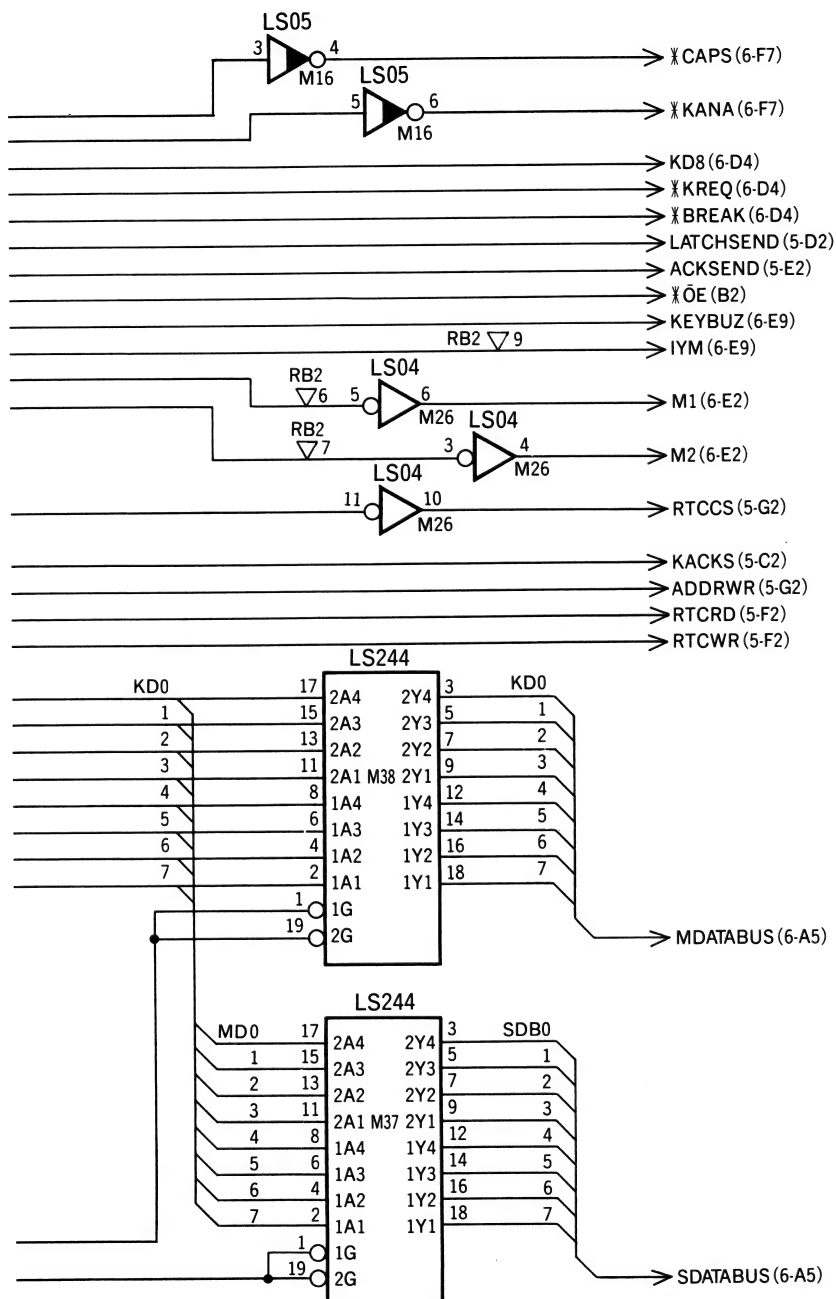 LS05
3 4 ⁎CAPS(6-F7)
M16
LS05
5 6 ⁎KANA(6-F7)
M16
KD8(6-D4)
⁎KREQ(6-D4)
⁎BREAK(6-D4)
LATCHSEND(5-D2)
ACKSEND(5-E2)
⁎ŌE(B2)
KEYBUZ(6-E9)
RB2 9
IYM(6-E9)
RB2 LS04
6 5 6 M1(6-E2)
M26
LS04
RB2
7 3 4 M2(6-E2)
M26
LS04
11 10 RTCCS(5-G2)
M26
KACKS(5-C2)
ADDRWR(5-G2)
RTCRD(5-F2)
RTCWR(5-F2)
LS244
KD0 17 2A4 2Y4 3 KD0
1 15 2A3 2Y3 5 1
2 13 2A2 2Y2 7 2
3 11 2A1 M38 2Y1 9 3
4 8 1A4 1Y4 12 4
5 6 1A3 1Y3 14 5
6 4 1A2 1Y2 16 6
7 2 1A1 1Y1 18 7
1 1G
19 2G
MDATABUS(6-A5)
LS244
MD0 17 2A4 2Y4 3 SDB0
1 15 2A3 2Y3 5 1
2 13 2A2 2Y2 7 2
3 11 2A1 M37 2Y1 9 3
4 8 1A4 1Y4 12 4
5 6 1A3 1Y3 14 5
6 4 1A2 1Y2 16 6
7 2 1A1 1Y1 18 7
1 1G
19 2G
SDATABUS(6-A5)